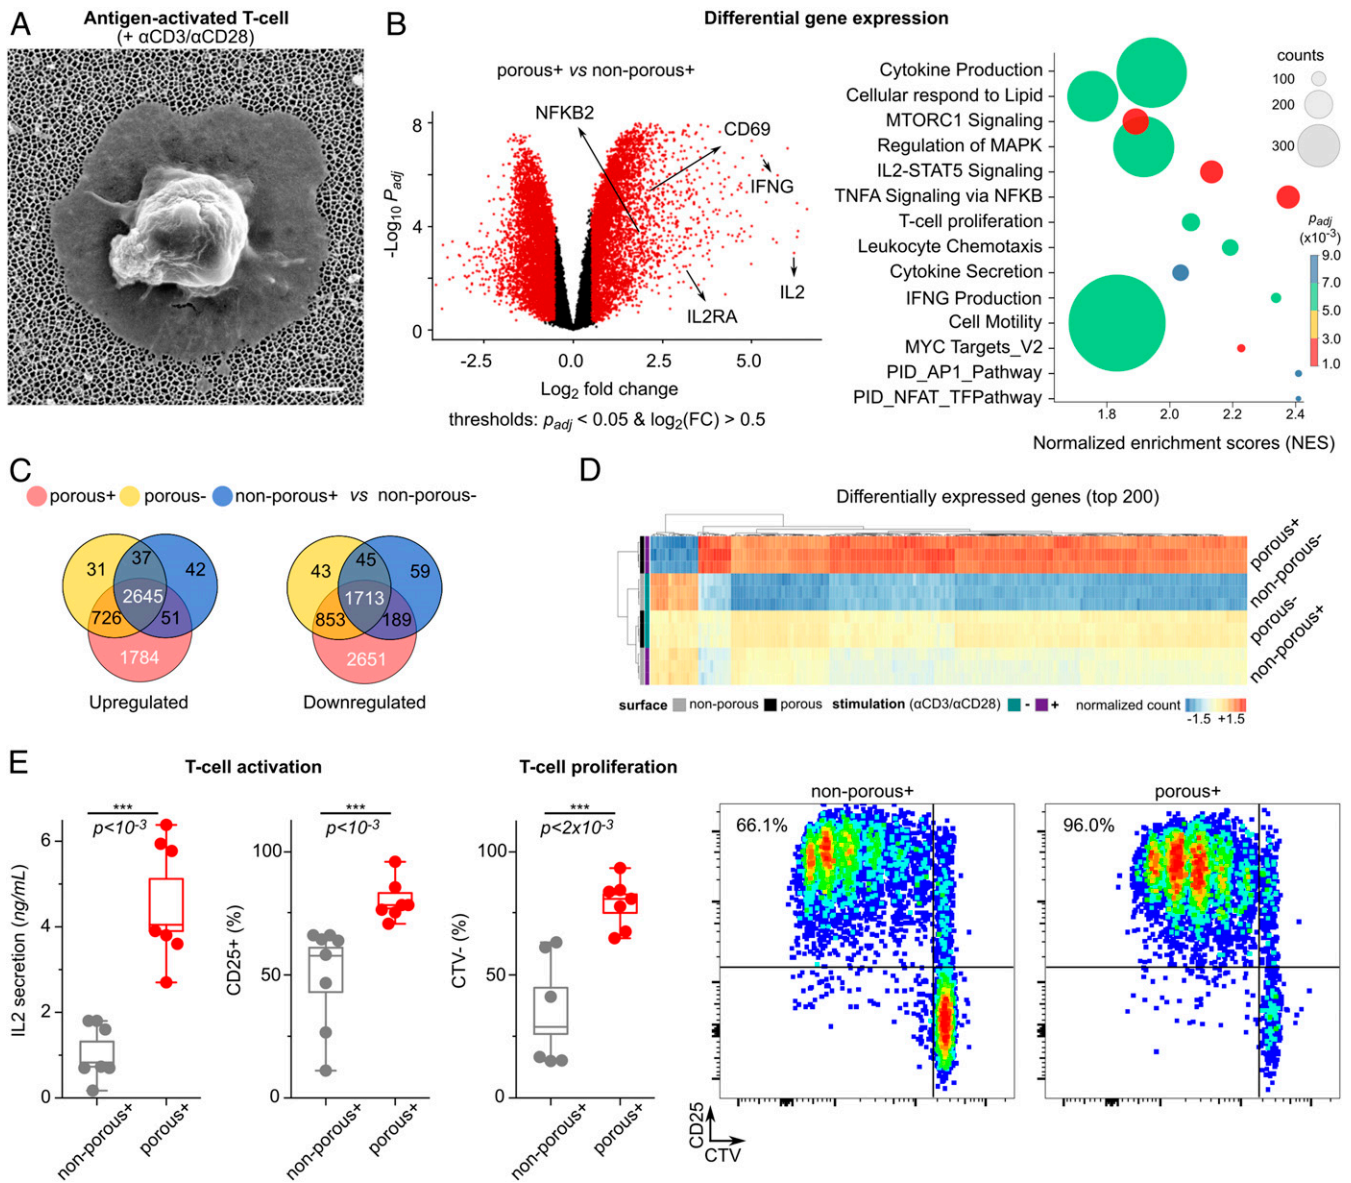 A
Antigen-activated T-cell
(+ αCD3/αCD28)
B
Differential gene expression
porous+ vs non-porous+
NFKB2
CD69
IFNG
IL2
IL2RA
-Log10 Padj
8
4
0
-2.5 0.0 2.5 5.0
Log2 fold change
thresholds: padj < 0.05 & log2(FC) > 0.5
Cytokine Production
Cellular respond to Lipid
MTORC1 Signaling
Regulation of MAPK
IL2-STAT5 Signaling
TNFA Signaling via NFKB
T-cell proliferation
Leukocyte Chemotaxis
Cytokine Secretion
IFNG Production
Cell Motility
MYC Targets_V2
PID_AP1_Pathway
PID_NFAT_TFPathway
1.8 2.0 2.2 2.4
Normalized enrichment scores (NES)
counts
100
200
300
padj
(x10-3)
9.0
7.0
5.0
3.0
1.0
C
porous+ porous- non-porous+ vs non-porous-
31 37 42
2645
726 51
1784
Upregulated
43 45 59
1713
853 189
2651
Downregulated
D
Differentially expressed genes (top 200)
porous+
non-porous-
porous-
non-porous+
surface non-porous porous stimulation (αCD3/αCD28) - + normalized count
-1.5 +1.5
E
T-cell activation
T-cell proliferation
IL2 secretion (ng/mL)
6
4
2
0
***
p<10-3
non-porous+
porous+
CD25+ (%)
100
50
0
***
p<10-3
non-porous+
porous+
CTV- (%)
100
50
0
***
p<2x10-3
non-porous+
porous+
non-porous+
66.1%
porous+
96.0%
CD25
CTV